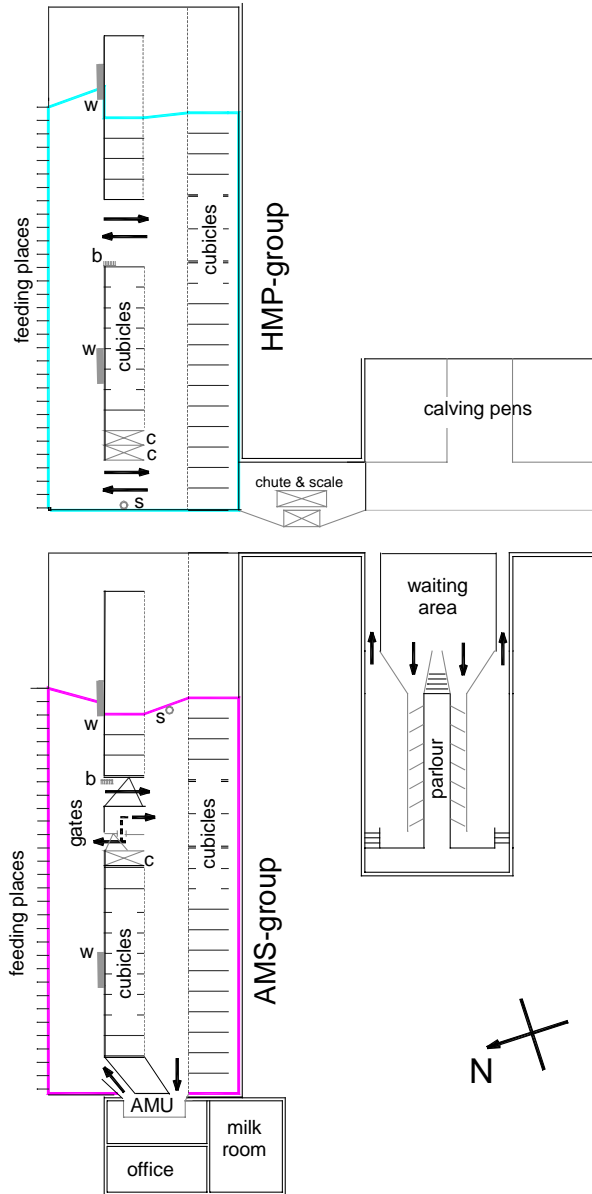 w
feeding places
cubicles
HMP-group
b
w
cubicles
c
c
s
calving pens
chute & scale
waiting
area
w
s
b
gates
cubicles
parlour
c
feeding places
AMS-group
w
cubicles
N
AMU
milk
room
office